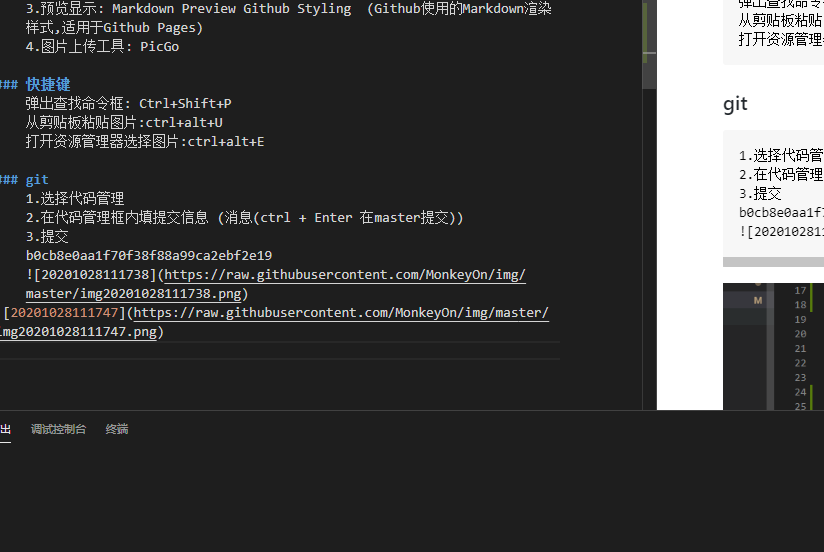 3.预览显示: Markdown Preview Github Styling  (Github使用的Markdown渲染
样式,适用于Github Pages)
4.图片上传工具: PicGo
### 快捷键
弹出查找命令框: Ctrl+Shift+P
从剪贴板粘贴图片:ctrl+alt+U
打开资源管理器选择图片:ctrl+alt+E
### git
1.选择代码管理
2.在代码管理框内填提交信息 (消息(ctrl + Enter 在master提交))
3.提交
b0cb8e0aa1f70f38f88a99ca2ebf2e19
![20201028111738](https://raw.githubusercontent.com/MonkeyOn/img/
master/img20201028111738.png)
[20201028111747](https://raw.githubusercontent.com/MonkeyOn/img/master/
mg20201028111747.png)
出 调试控制台 终端
弹出查找命令
从剪贴板粘贴
打开资源管理
git
1.选择代码管
2.在代码管理
3.提交
b0cb8e0aa1f7
![202010281
M
17
18
19
20
21
22
23
24
25